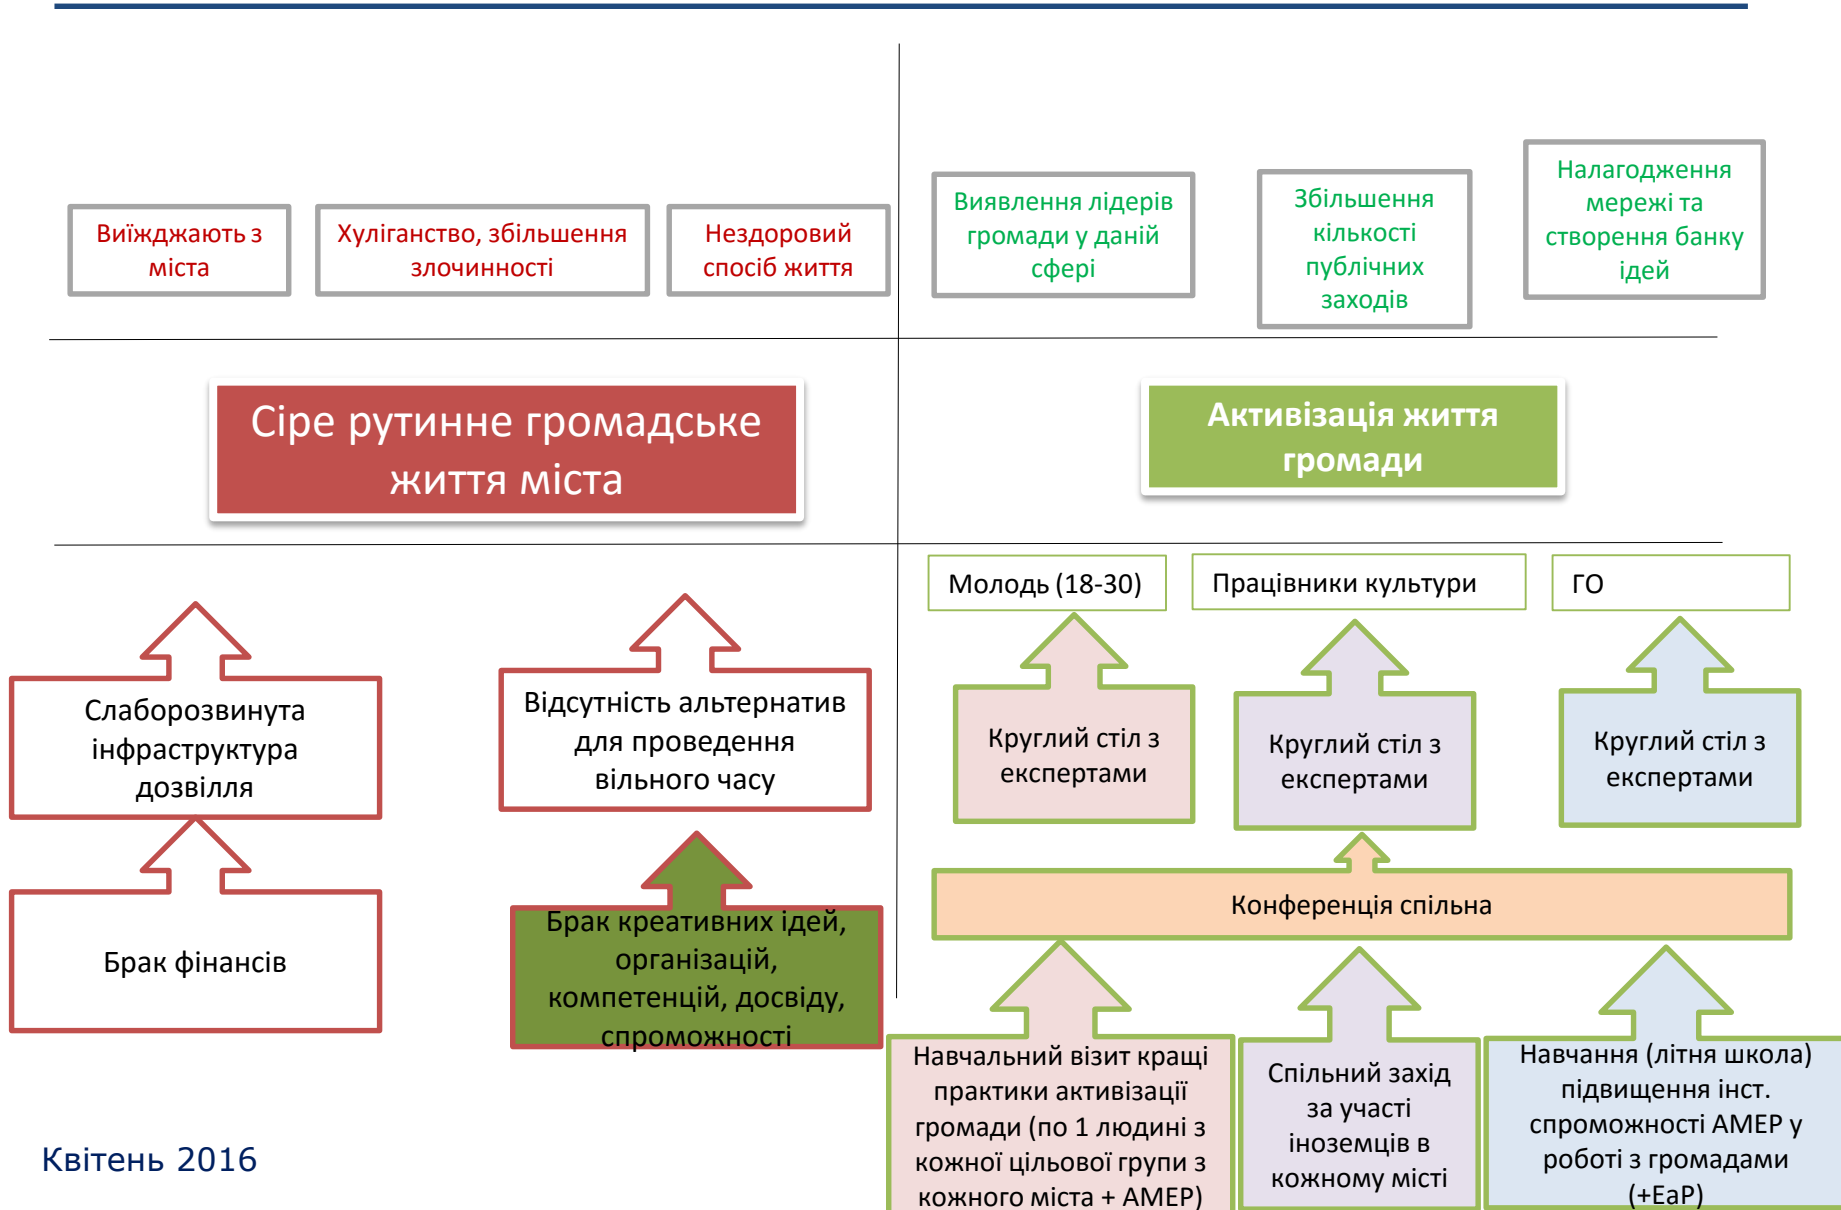 Виїжджають з
міста
Хуліганство, збільшення
злочинності
Нездоровий
спосіб життя
Виявлення лідерів
громади у даній
сфері
Збільшення
кількості
публічних
заходів
Налагодження
мережі та
створення банку
ідей
Сіре рутинне громадське
життя міста
Активізація життя
громади
Молодь (18-30)
Працівники культури
ГО
Слаборозвинута
інфраструктура
дозвілля
Відсутність альтернатив
для проведення
вільного часу
Круглий стіл з
експертами
Круглий стіл з
експертами
Круглий стіл з
експертами
Брак фінансів
Брак креативних ідей,
організацій,
компетенцій, досвіду,
спроможності
Конференція спільна
Навчальний візит кращі
практики активізації
громади (по 1 людині з
кожної цільової групи з
кожного міста + АМЕР)
Спільний захід
за участі
іноземців в
кожному місті
Навчання (літня школа)
підвищення інст.
спроможності АМЕР у
роботі з громадами
(+ЕаР)
Квітень 2016